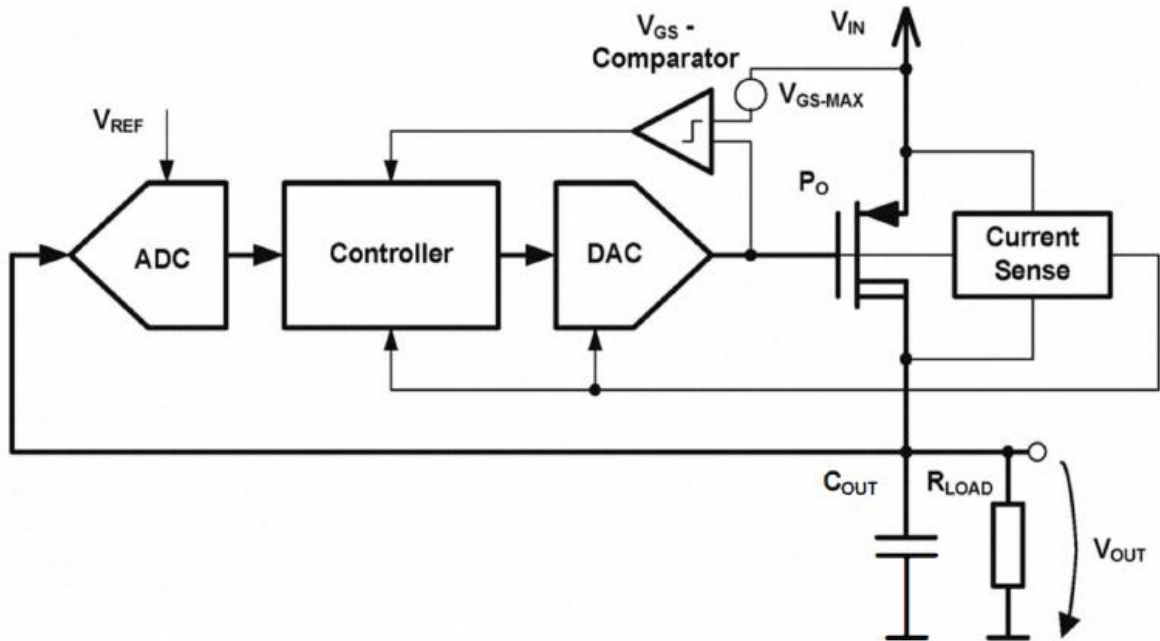 V_GS -
Comparator
V_IN
V_GS-MAX
V_REF
P_O
ADC
Controller
DAC
Current
Sense
C_OUT
R_LOAD
V_OUT